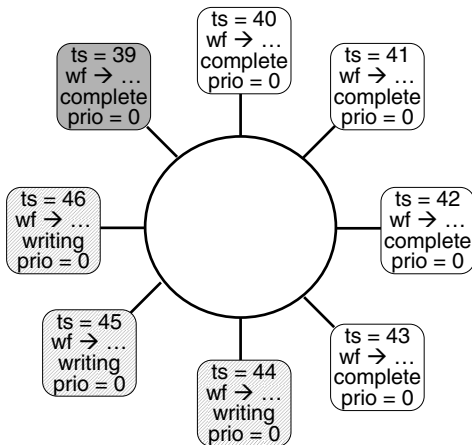 ts = 40
wf → ...
complete
prio = 0
ts = 41
wf → ...
complete
prio = 0
ts = 42
wf → ...
complete
prio = 0
ts = 43
wf → ...
complete
prio = 0
ts = 44
wf → ...
writing
prio = 0
ts = 45
wf → ...
writing
prio = 0
ts = 46
wf → ...
writing
prio = 0
ts = 39
wf → ...
complete
prio = 0